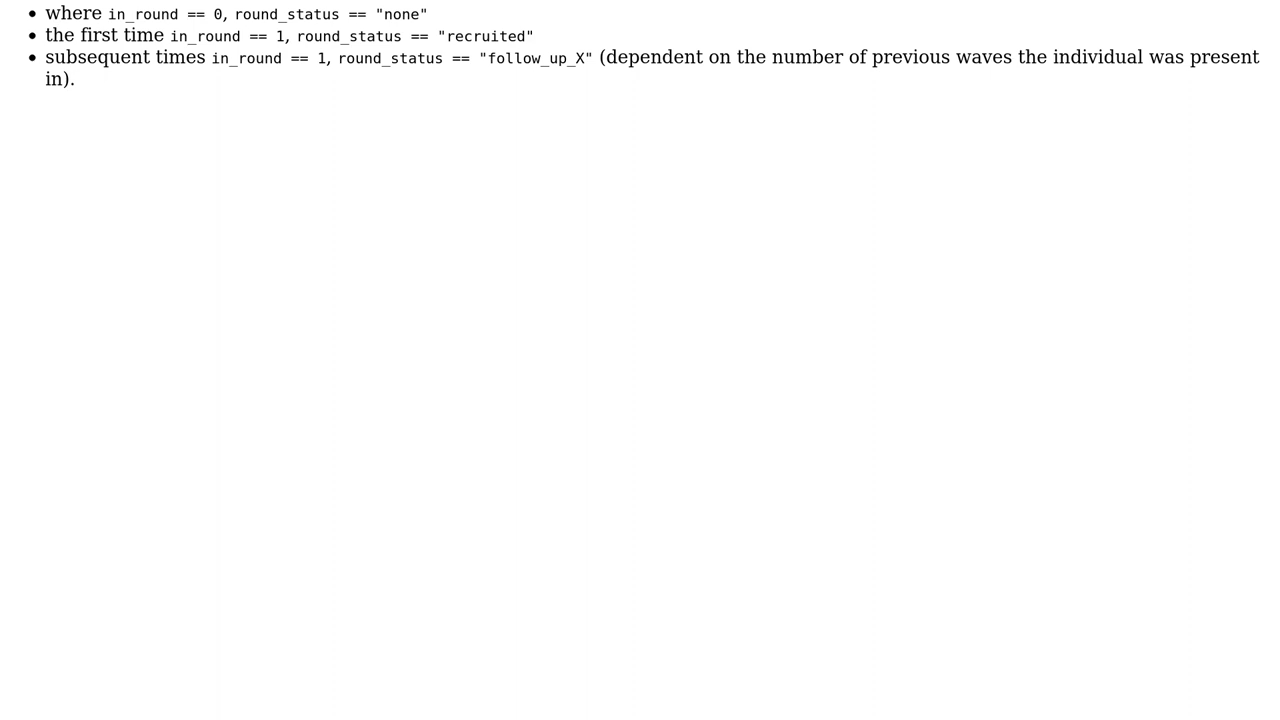 • where in_round == 0, round_status == "none"
• the first time in_round == 1, round_status == "recruited"
• subsequent times in_round == 1, round_status == "follow_up_X" (dependent on the number of previous waves the individual was present
in).